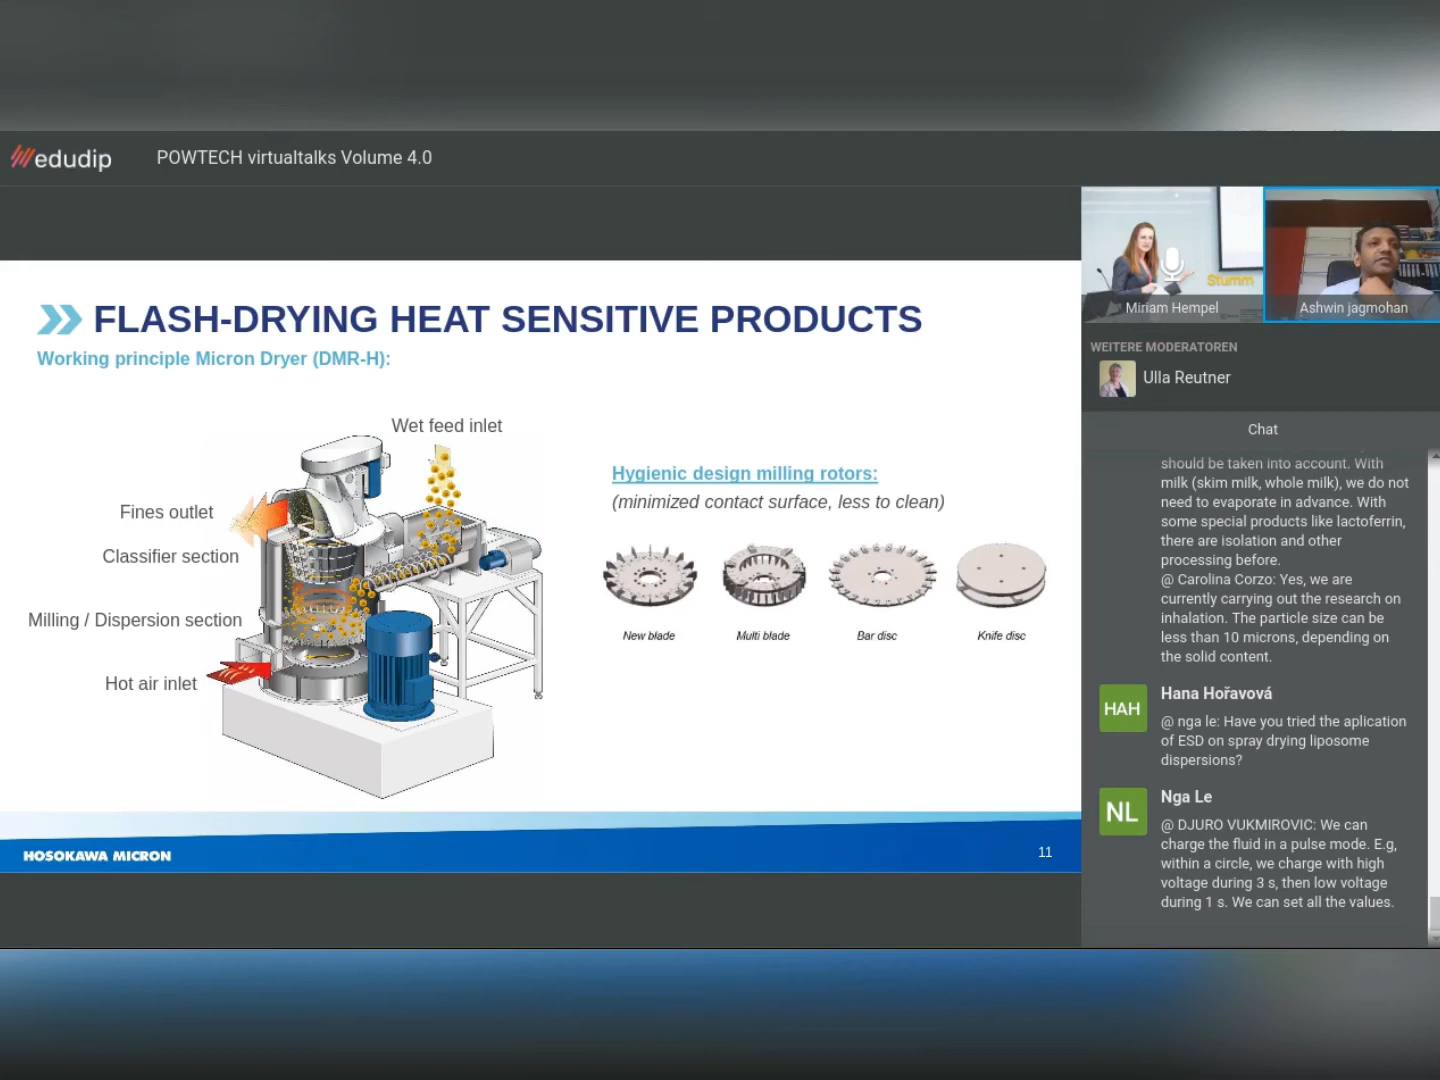 edudip
POWTECH virtualtalks Volume 4.0
FLASH-DRYING HEAT SENSITIVE PRODUCTS
Working principle Micron Dryer (DMR-H):
Wet feed inlet
Fines outlet
Classifier section
Milling / Dispersion section
Hot air inlet
Hygienic design milling rotors:
(minimized contact surface, less to clean)
New blade
Multi blade
Bar disc
Knife disc
HOSOKAWA MICRON
11
Stumm
Miriam Hempel
Ashwin jagmohan
WEITERE MODERATOREN
Ulla Reutner
Chat
should be taken into account. With
milk (skim milk, whole milk), we do not
need to evaporate in advance. With
some special products like lactoferrin,
there are isolation and other
processing before.
@ Carolina Corzo: Yes, we are
currently carrying out the research on
inhalation. The particle size can be
less than 10 microns, depending on
the solid content.
HAH
Hana Hořavová
@ nga le: Have you tried the aplication
of ESD on spray drying liposome
dispersions?
NL
Nga Le
@ DJURO VUKMIROVIC: We can
charge the fluid in a pulse mode. E.g,
within a circle, we charge with high
voltage during 3 s, then low voltage
during 1 s. We can set all the values.